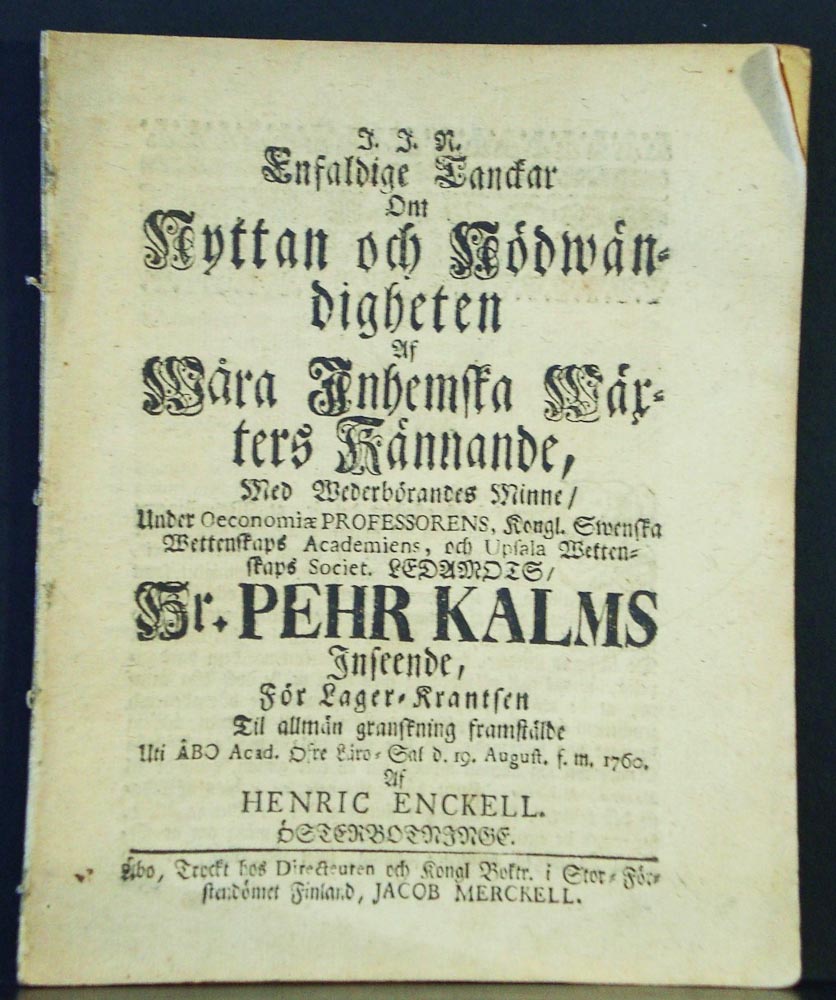 J. J. N.
Enfaldige Tanckar
Om
Nyttan och Nödwän-
digheten
Af
Wåra Inhemska Wäx-
ters Kännande,
Med Wederbörandes Minne/
Under Oeconomiæ PROFESSORENS, Kongl. Swenska
Wettenskaps Academiens, och Upsala Wetten-
skaps Societ. LEDAMOTS/
Hr. PEHR KALMS
Inseende,
För Lager-Krantsen
Til allmän granskning framstälde
Uti ÅBO Acad. Öfre Läro-Sal d. 19. August. f. m. 1760.
Af
HENRIC ENCKELL.
ÖSTERBOTNINGE.
Åbo, Tryckt hos Directeuren och Kongl Boktr. i Stor-För-
stendömet Finland, JACOB MERCKELL.